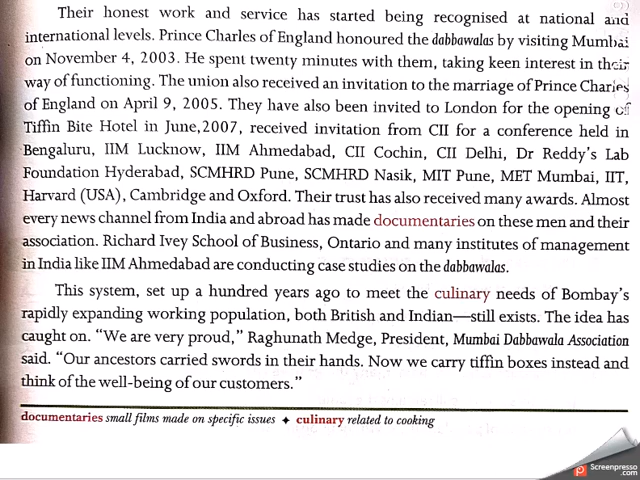 Their honest work and service has started being recognised at national and
international levels. Prince Charles of England honoured the dabbawalas by visiting Mumbai
on November 4, 2003. He spent twenty minutes with them, taking keen interest in their
way of functioning. The union also received an invitation to the marriage of Prince Charles
of England on April 9, 2005. They have also been invited to London for the opening of
Tiffin Bite Hotel in June,2007, received invitation from CII for a conference held in
Bengaluru, IIM Lucknow, IIM Ahmedabad, CII Cochin, CII Delhi, Dr Reddy's Lab
Foundation Hyderabad, SCMHRD Pune, SCMHRD Nasik, MIT Pune, MET Mumbai, IIT,
Harvard (USA), Cambridge and Oxford. Their trust has also received many awards. Almost
every news channel from India and abroad has made documentaries on these men and their
association. Richard Ivey School of Business, Ontario and many institutes of management
in India like IIM Ahmedabad are conducting case studies on the dabbawalas.
This system, set up a hundred years ago to meet the culinary needs of Bombay's
rapidly expanding working population, both British and Indian—still exists. The idea has
caught on. "We are very proud," Raghunath Medge, President, Mumbai Dabbawala Association
said. "Our ancestors carried swords in their hands. Now we carry tiffin boxes instead and
think of the well-being of our customers."
documentaries small films made on specific issues ✦ culinary related to cooking
Screenpresso
.com